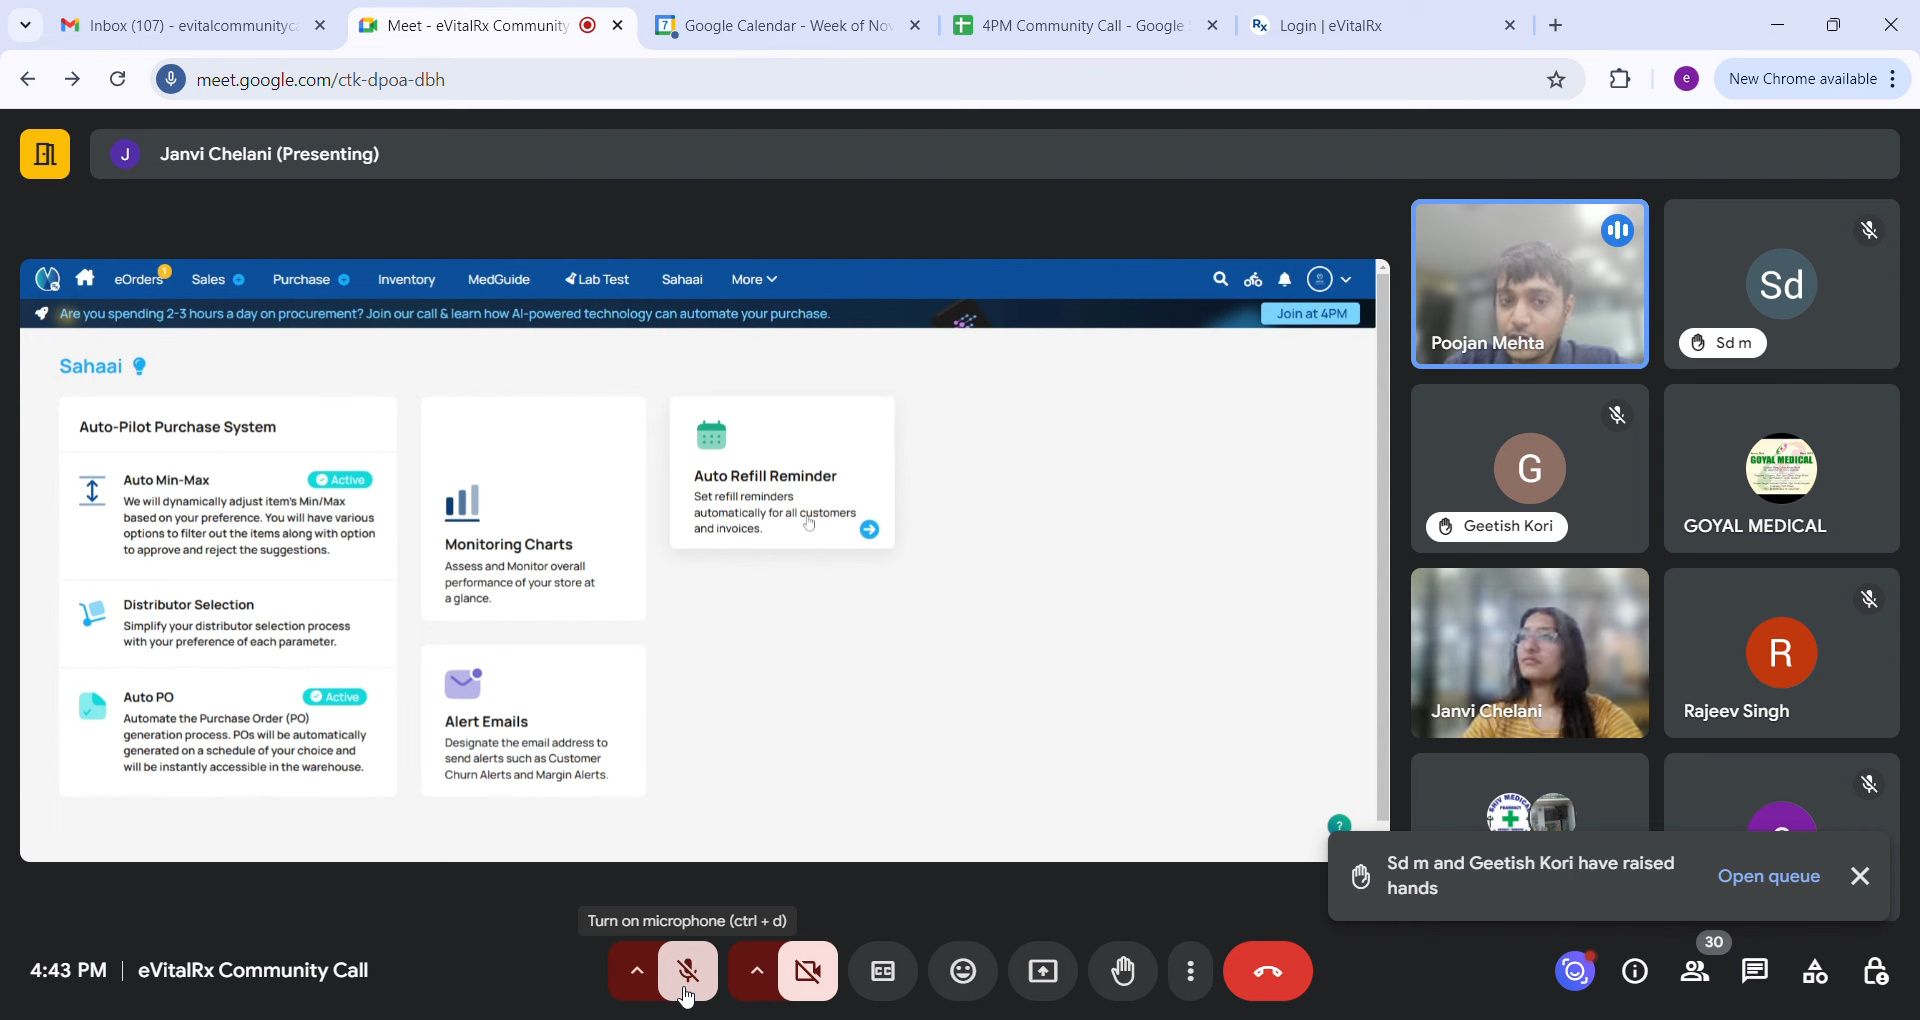 Inbox (107) - evitalcommunityca
Meet - eVitalRx Community
Google Calendar - Week of Nov
4PM Community Call - Google S
Rx Login | eVitalRx
meet.google.com/ctk-dpoa-dbh
e
New Chrome available
J Janvi Chelani (Presenting)
eOrders 1 Sales Purchase Inventory MedGuide Lab Test Sahaai More
Are you spending 2-3 hours a day on procurement? Join our call & learn how AI-powered technology can automate your purchase.
Join at 4PM
Sahaai
Auto-Pilot Purchase System
Auto Min-Max Active
We will dynamically adjust item's Min/Max
based on your preference. You will have various
options to filter out the items along with option
to approve and reject the suggestions.
Distributor Selection
Simplify your distributor selection process
with your preference of each parameter.
Auto PO Active
Automate the Purchase Order (PO)
generation process. POs will be automatically
generated on a schedule of your choice and
will be instantly accessible in the warehouse.
Monitoring Charts
Assess and Monitor overall
performance of your store at
a glance.
Alert Emails
Designate the email address to
send alerts such as Customer
Churn Alerts and Margin Alerts.
Auto Refill Reminder
Set refill reminders
automatically for all customers
and invoices.
?
Poojan Mehta
Sd
Sd m
G
Geetish Kori
GOYAL MEDICAL
GOYAL MEDICAL
Janvi Chelani
R
Rajeev Singh
SHIV MEDICAL
PHARMACY
Sd m and Geetish Kori have raised
hands
Open queue
Turn on microphone (ctrl + d)
4:43 PM | eVitalRx Community Call
30